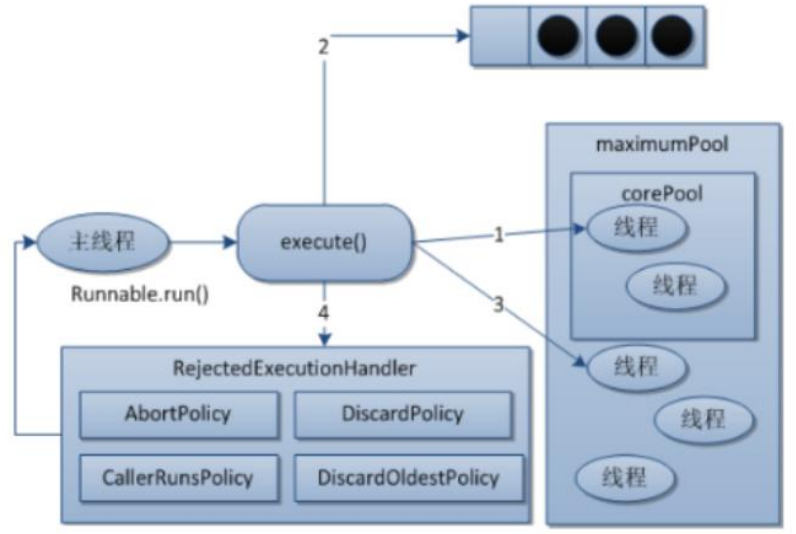 2
maximumPool
corePool
线程
线程
主线程
execute()
1
3
Runnable.run()
4
线程
线程
线程
RejectedExecutionHandler
AbortPolicy
DiscardPolicy
CallerRunsPolicy
DiscardOldestPolicy